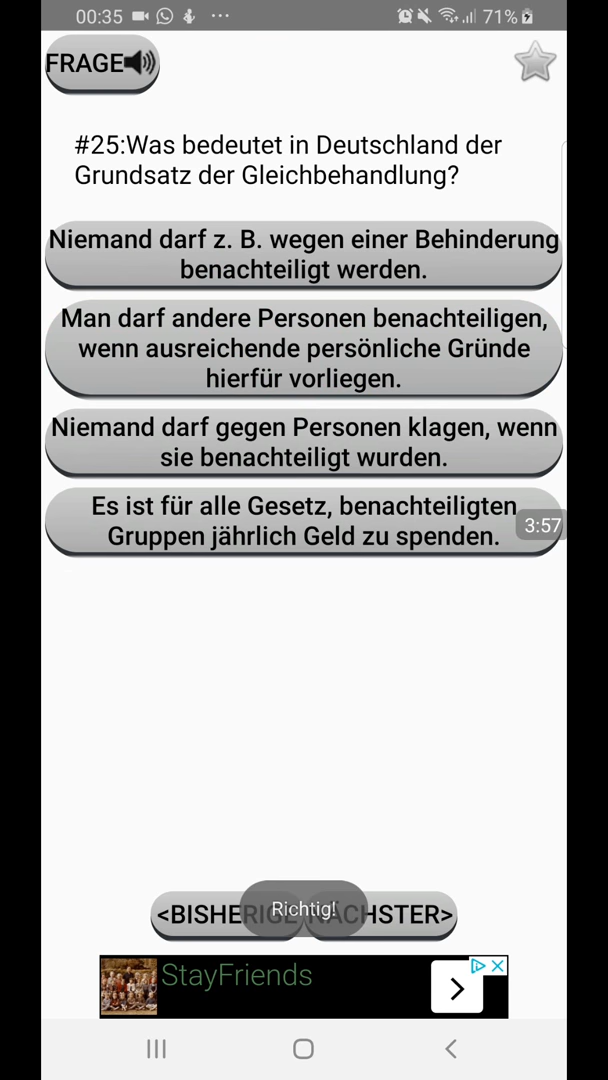 00:35
71%
FRAGE
#25:Was bedeutet in Deutschland der
Grundsatz der Gleichbehandlung?
Niemand darf z. B. wegen einer Behinderung
benachteiligt werden.
Man darf andere Personen benachteiligen,
wenn ausreichende persönliche Gründe
hierfür vorliegen.
Niemand darf gegen Personen klagen, wenn
sie benachteiligt wurden.
Es ist für alle Gesetz, benachteiligten
Gruppen jährlich Geld zu spenden.
3:57
<BISHERIGE NÄCHSTER>
Richtig!
StayFriends